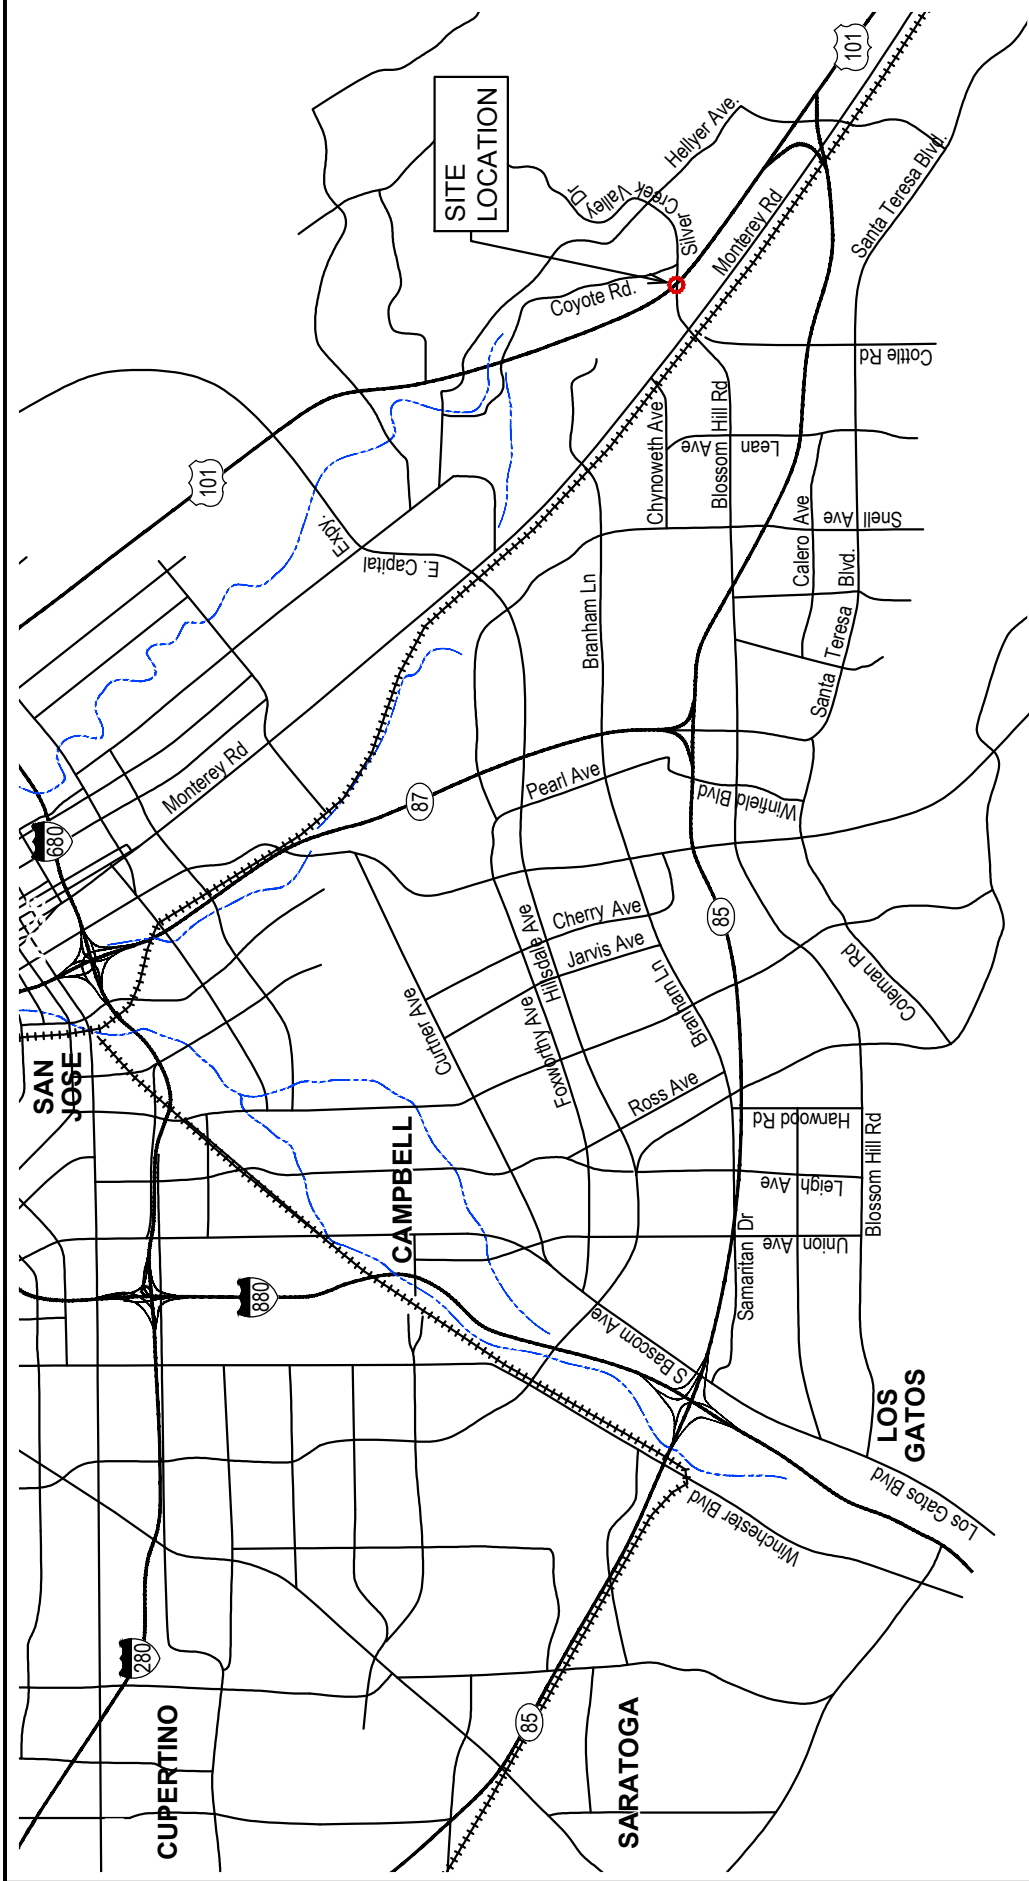 SITE
LOCATION
101
101
Hellyer Ave.
Silver Creek
Valley
Dr
Coyote Rd.
Monterey Rd
Santa Teresa Blvd.
Cottle Rd
Chynoweth Ave
Blossom Hill Rd
Lean Ave
Snell Ave
Calero Ave
Santa Teresa Blvd.
E. Capital
Expy.
Branham Ln
Monterey Rd
680
87
Pearl Ave
Winfield Blvd
85
Hillsdale Ave
Cherry Ave
Jarvis Ave
Branham Ln
Coleman Rd
Curtner Ave
Foxworthy Ave
Ross Ave
Harwood Rd
Leigh Ave
Union Ave
Blossom Hill Rd
Samaritan Dr
SAN
JOSE
CAMPBELL
880
S Bascom Ave
LOS
GATOS
Los Gatos Blvd
Winchester Blvd
280
CUPERTINO
85
SARATOGA